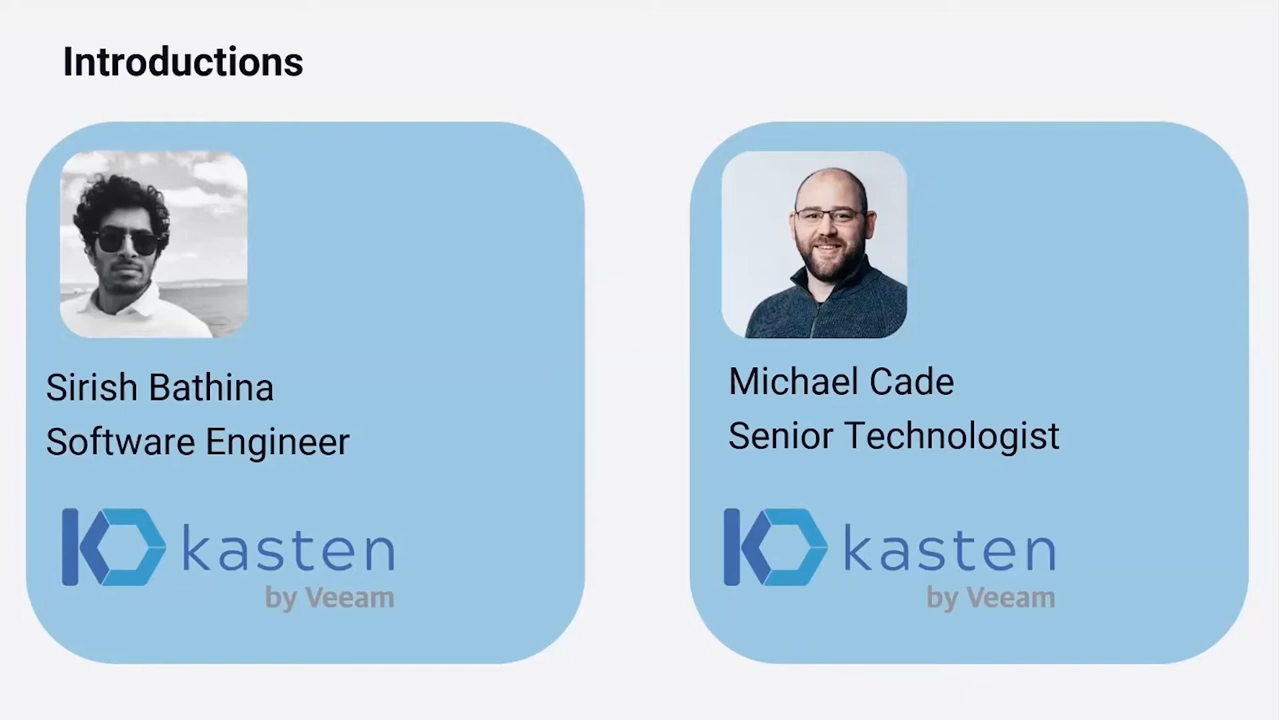 Introductions
Sirish Bathina
Software Engineer
kasten
by Veeam
Michael Cade
Senior Technologist
kasten
by Veeam